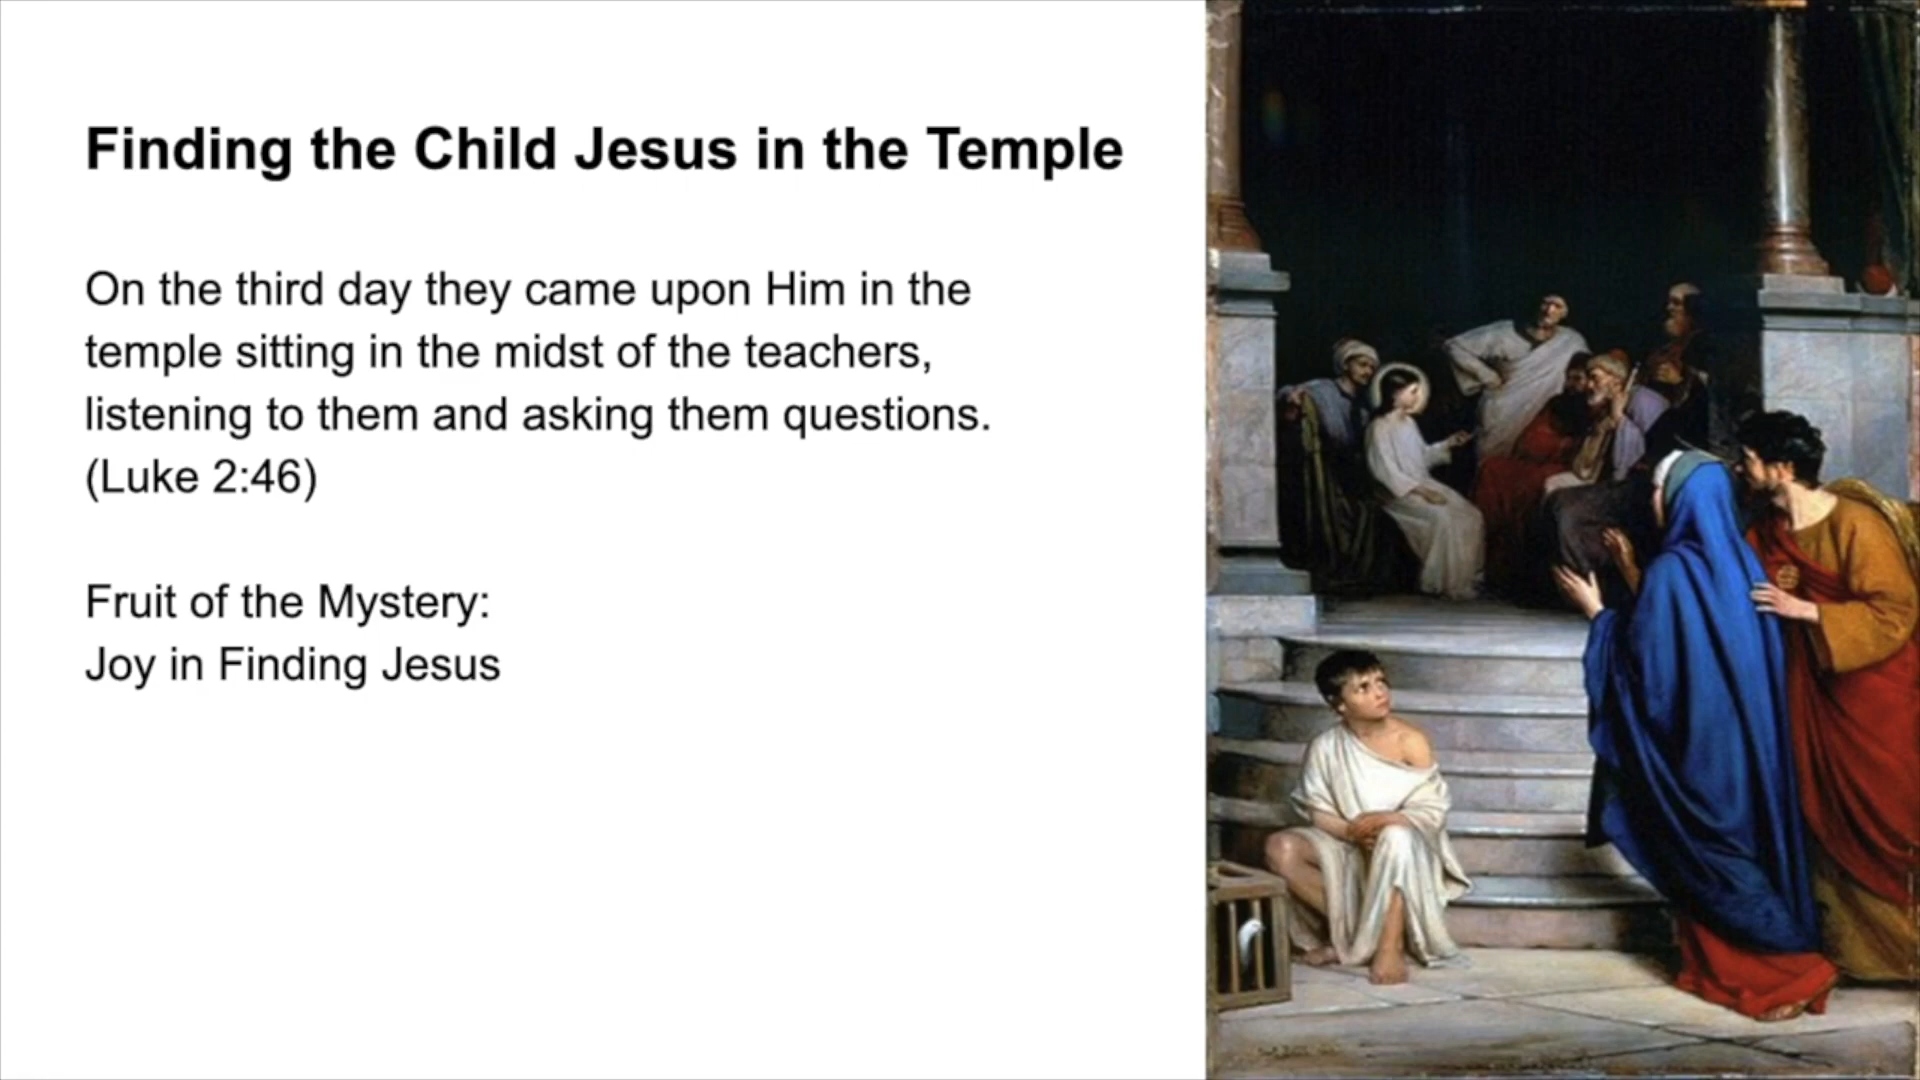 Finding the Child Jesus in the Temple
On the third day they came upon Him in the
temple sitting in the midst of the teachers,
listening to them and asking them questions.
(Luke 2:46)
Fruit of the Mystery:
Joy in Finding Jesus